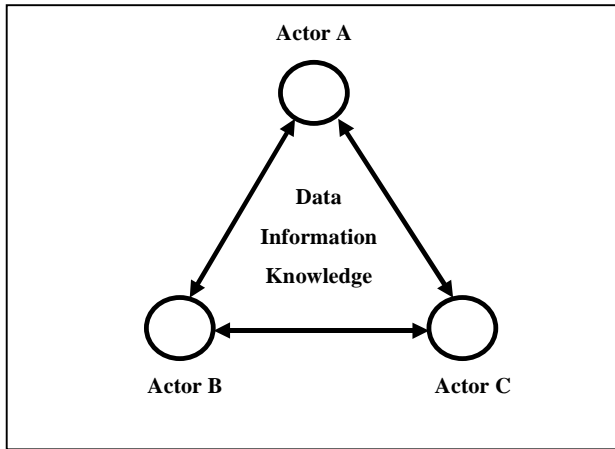 Actor A
Data
Information
Knowledge
Actor B
Actor C